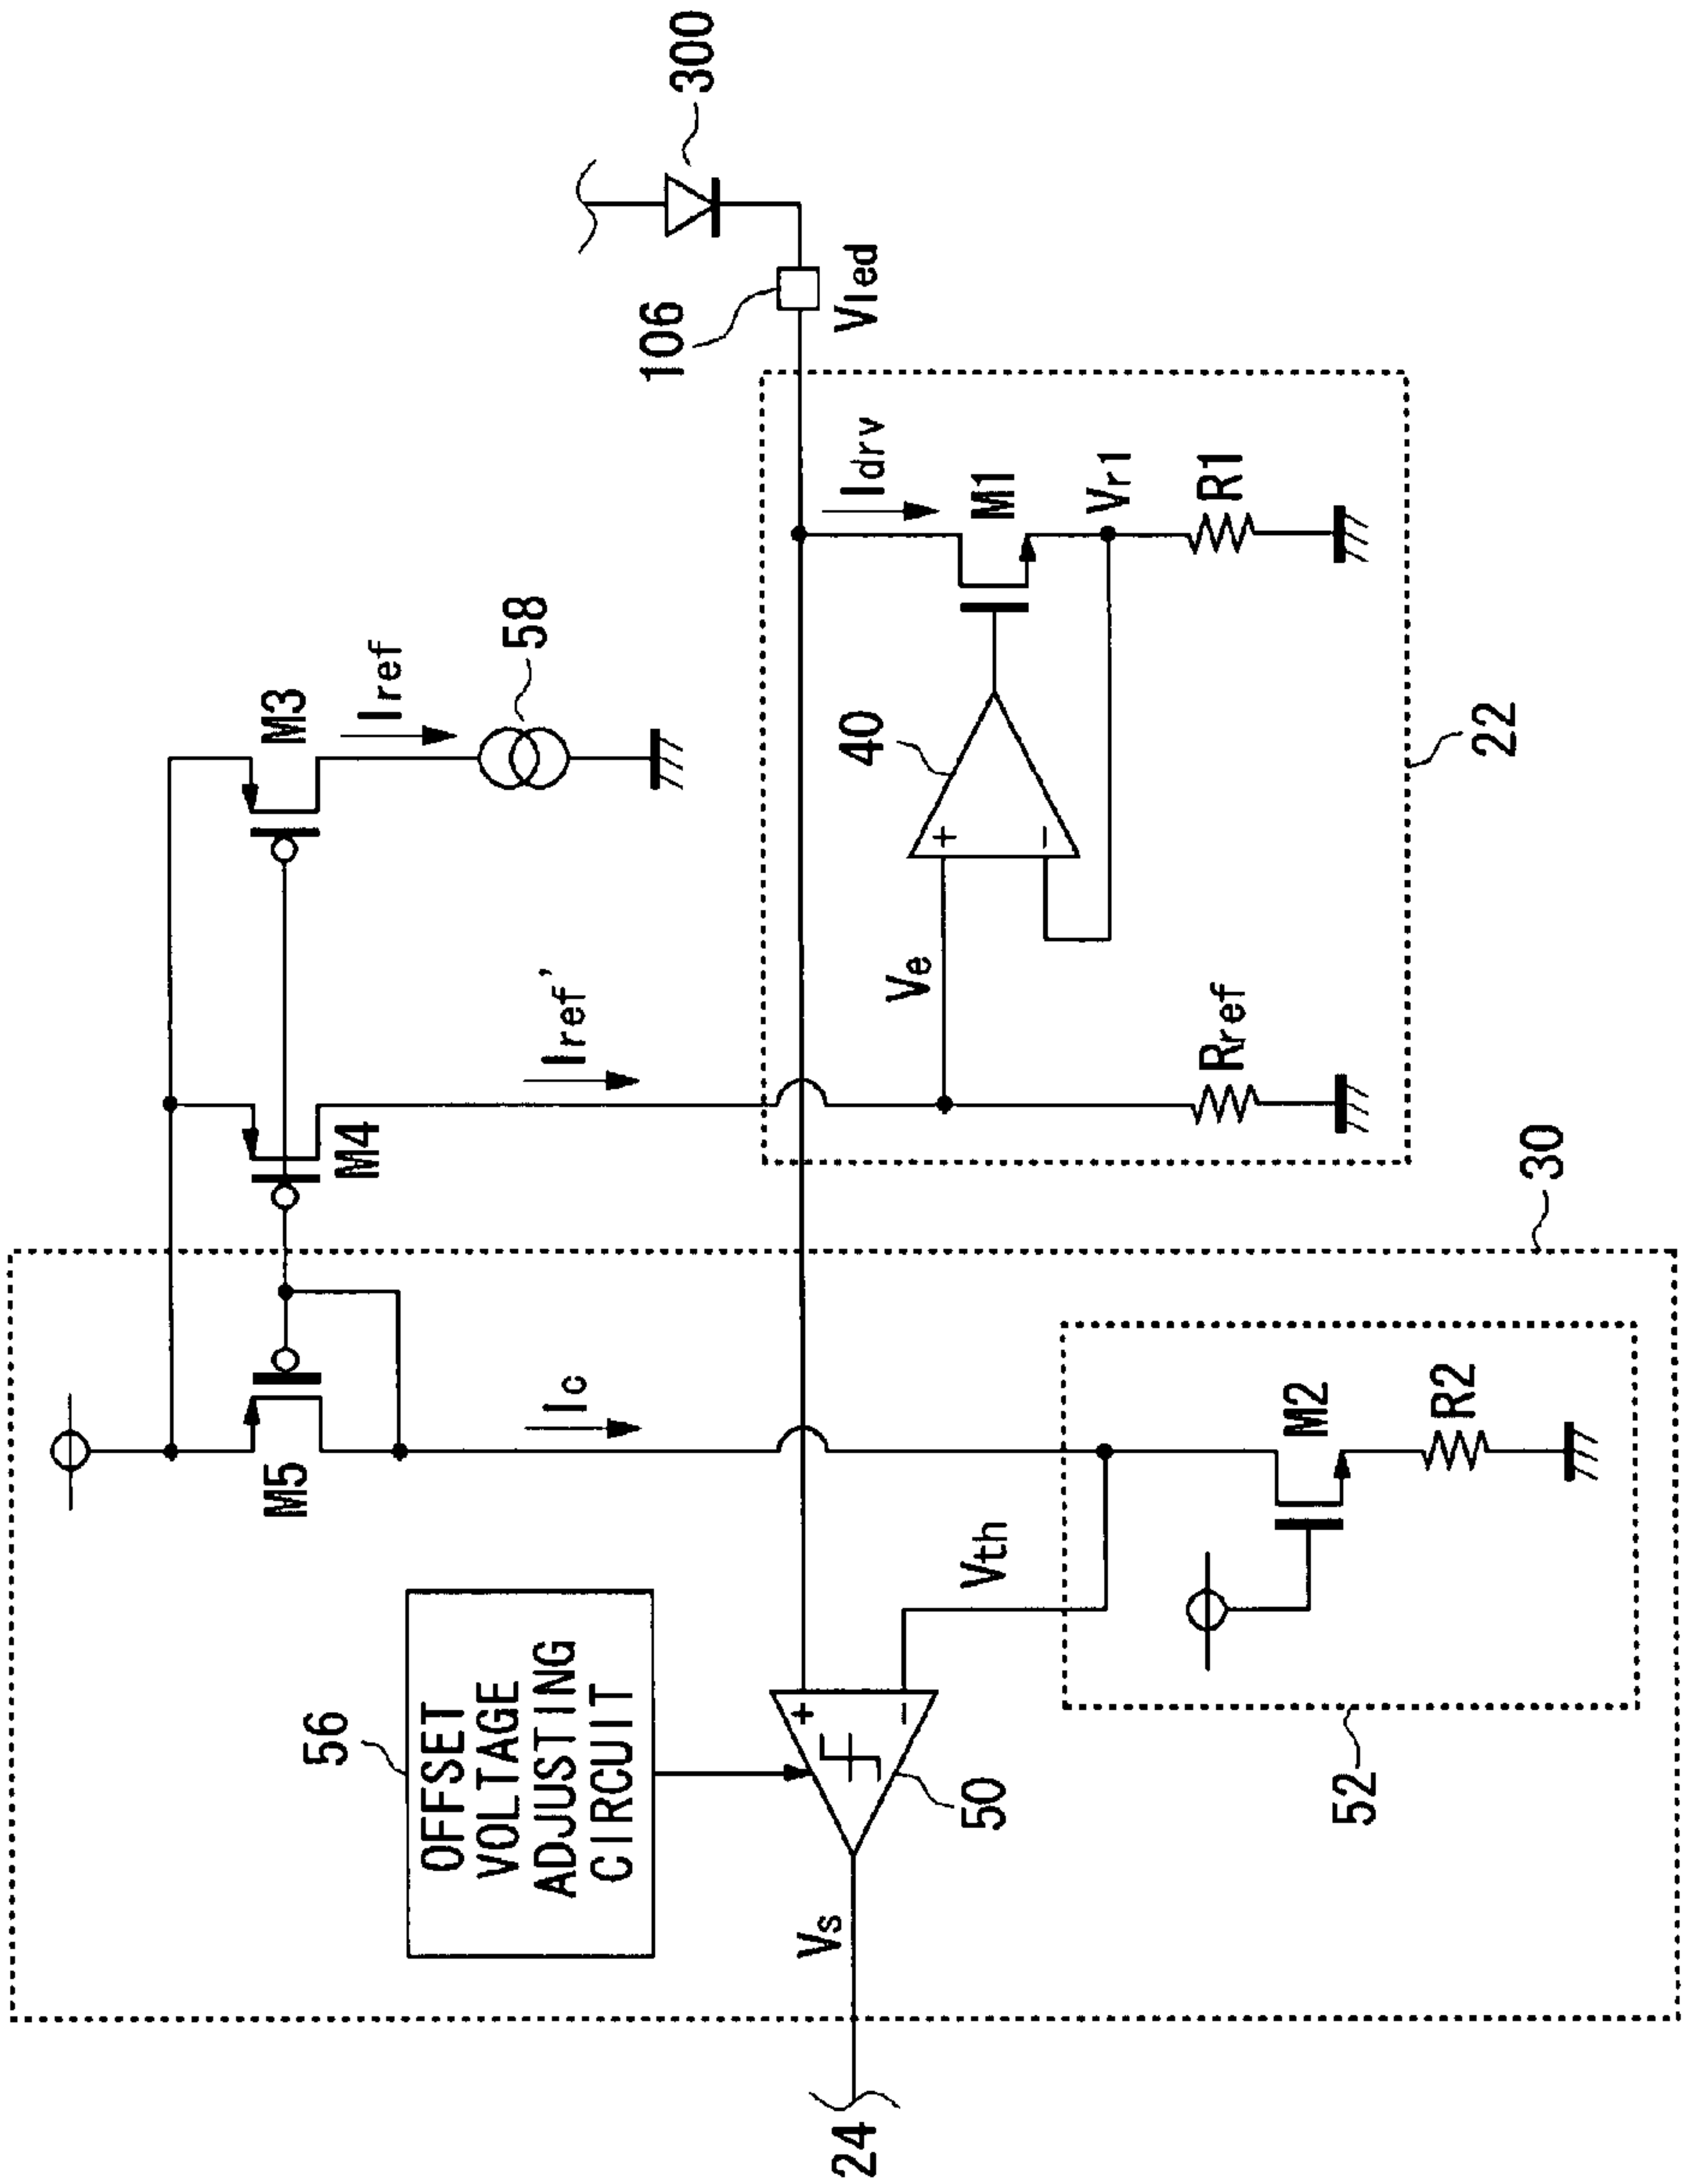 300
106
Vled
M3
Iref
58
Idrv
M1
Vr1
R1
40
22
M4
Iref'
Ve
Rref
30
M5
Ic
M2
R2
Vth
56
OFFSET
VOLTAGE
ADJUSTING
CIRCUIT
+
−
+
−
50
52
Vs
24